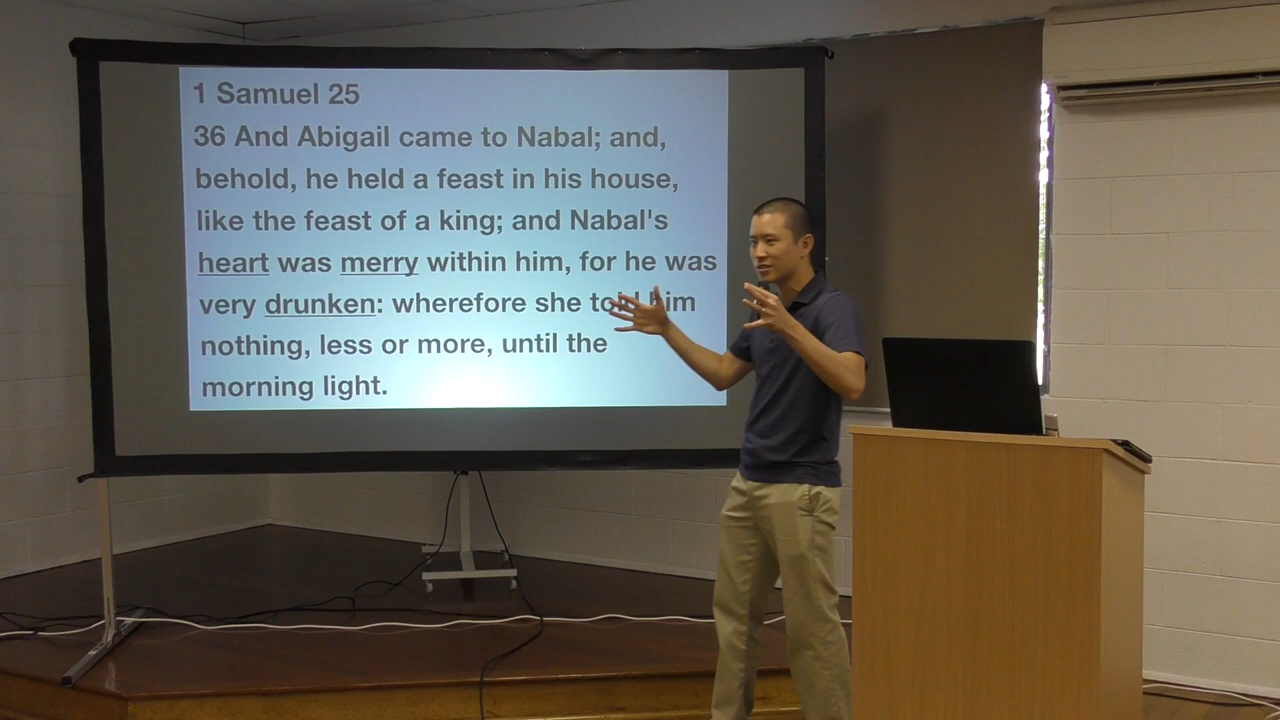 1 Samuel 25
36 And Abigail came to Nabal; and,
behold, he held a feast in his house,
like the feast of a king; and Nabal's
heart was merry within him, for he was
very drunken: wherefore she told him
nothing, less or more, until the
morning light.